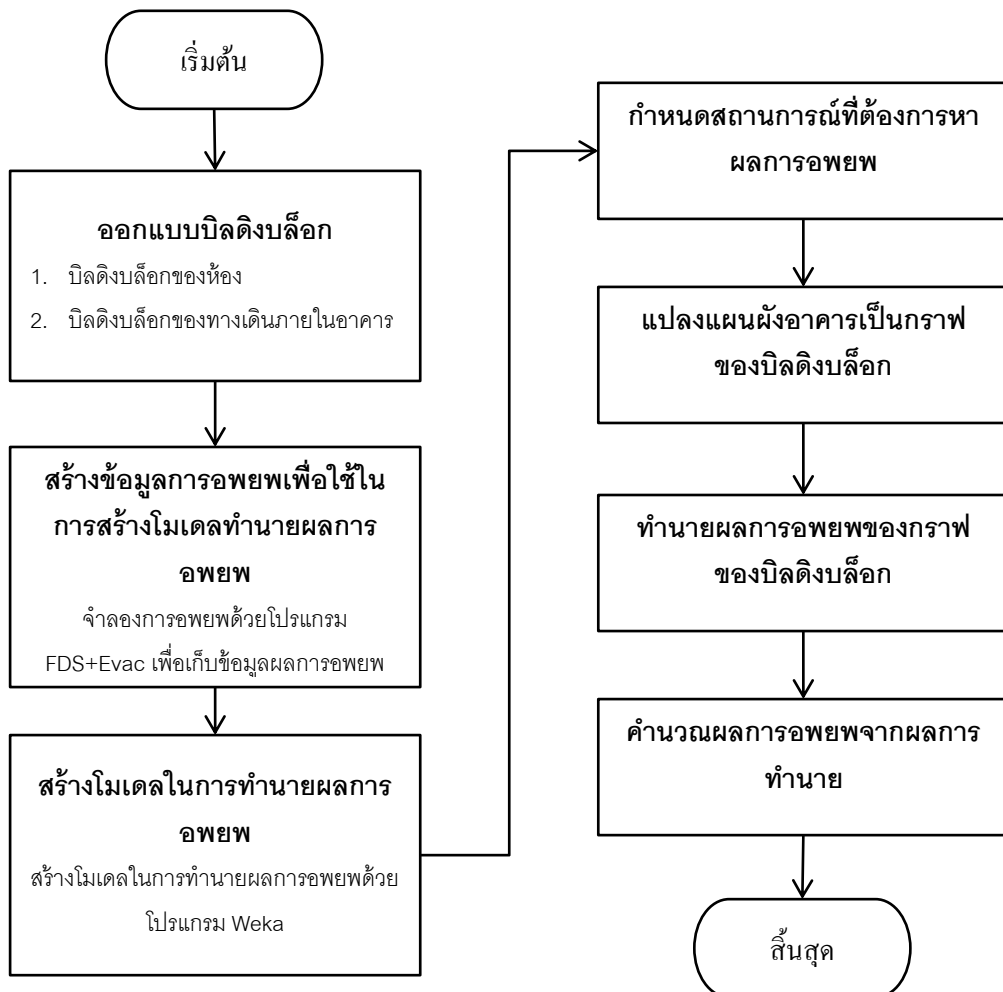 เริ่มต้น
ออกแบบบิลดิงบล็อก
1. บิลดิงบล็อกของห้อง
2. บิลดิงบล็อกของทางเดินภายในอาคาร
สร้างข้อมูลการอพยพเพื่อใช้ใน
การสร้างโมเดลทำนายผลการ
อพยพ
จำลองการอพยพด้วยโปรแกรม
FDS+Evac เพื่อเก็บข้อมูลผลการอพยพ
สร้างโมเดลในการทำนายผลการ
อพยพ
สร้างโมเดลในการทำนายผลการอพยพด้วย
โปรแกรม Weka
กำหนดสถานการณ์ที่ต้องการหา
ผลการอพยพ
แปลงแผนผังอาคารเป็นกราฟ
ของบิลดิงบล็อก
ทำนายผลการอพยพของกราฟ
ของบิลดิงบล็อก
คำนวณผลการอพยพจากผลการ
ทำนาย
สิ้นสุด